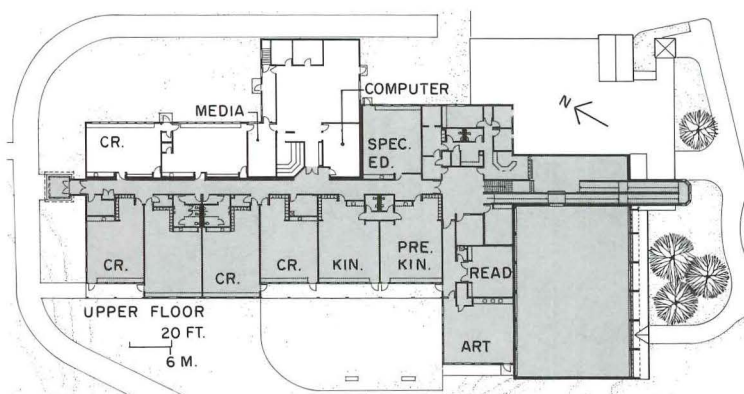 COMPUTER
MEDIA
N
CR.
SPEC.
ED.
CR.
CR.
CR.
KIN.
PRE.
KIN.
READ
UPPER FLOOR
20 FT.
6 M.
ART